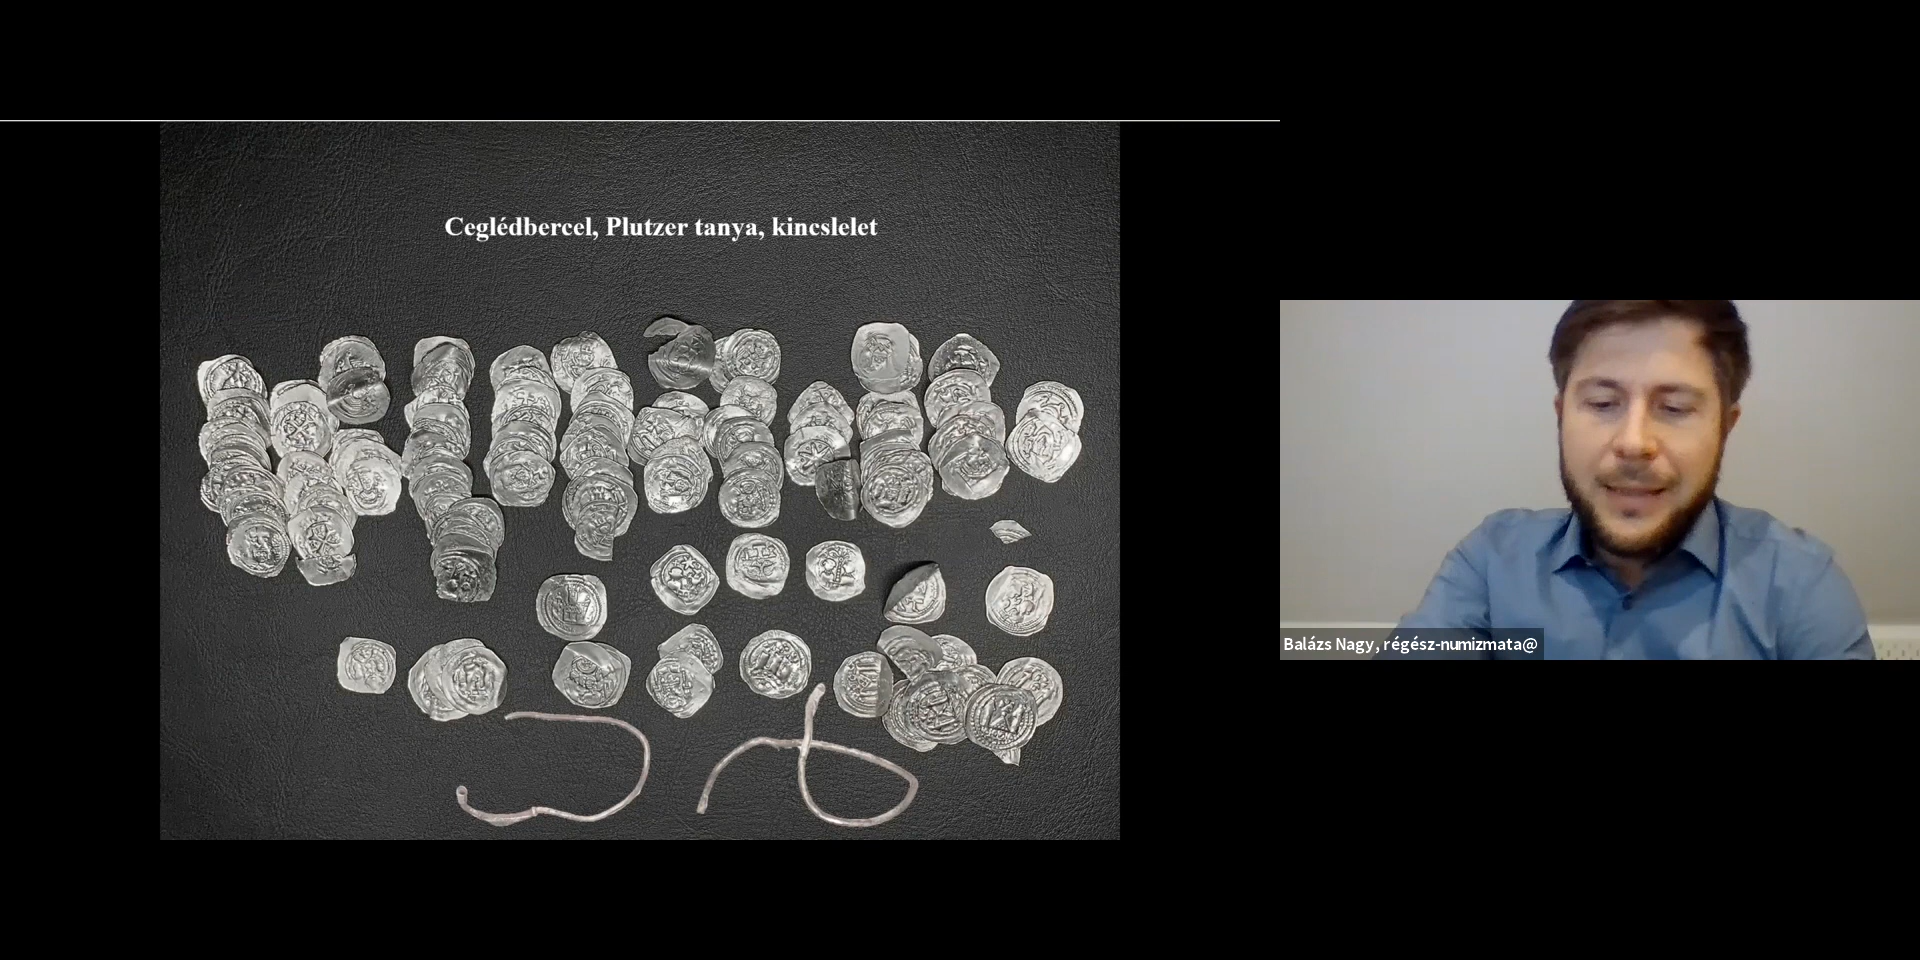 Ceglédbercel, Plutzer tanya, kincslelet
Balázs Nagy, régész-numizmata@